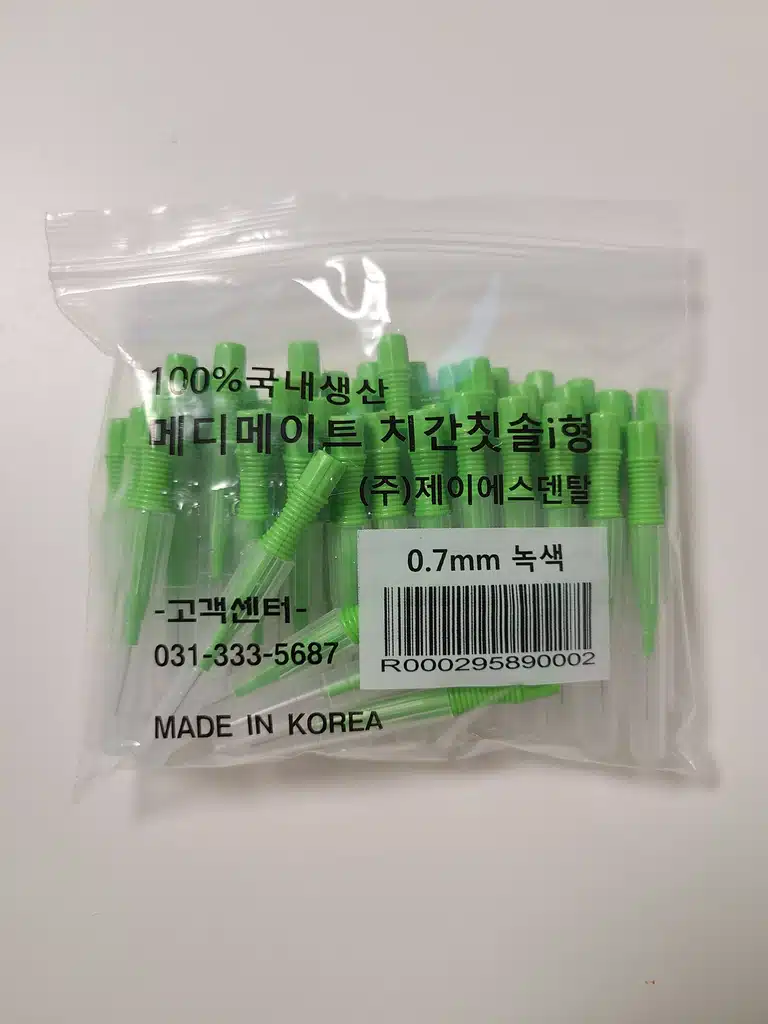 100%국내생산
메디메이트 치간칫솔i형
(주)제이에스덴탈
0.7mm 녹색
R000295890002
-고객센터-
031-333-5687
MADE IN KOREA